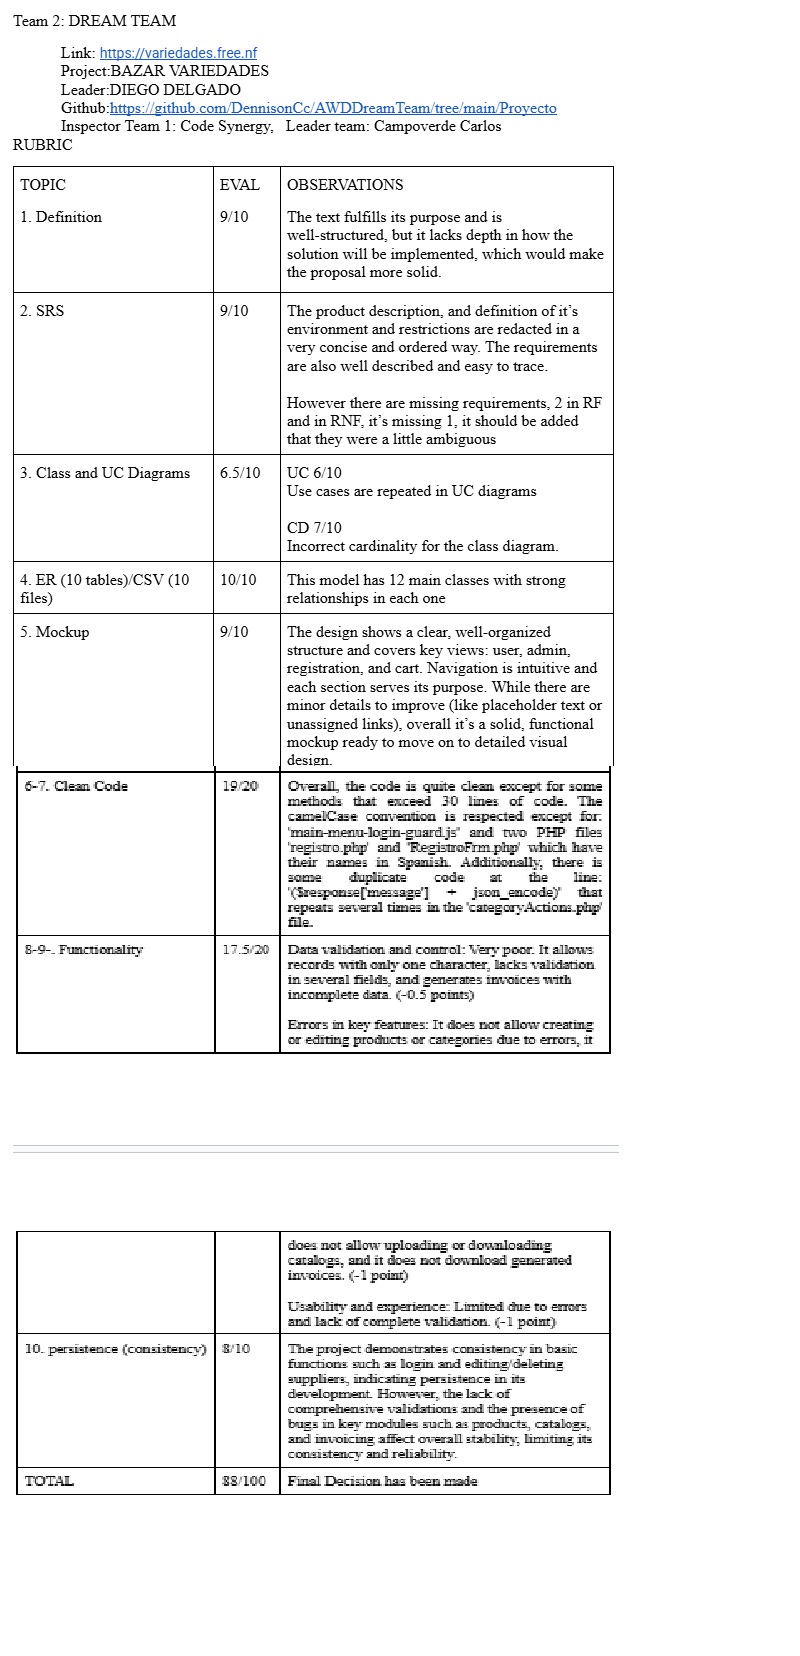 Team 2: DREAM TEAM
Link: https://variedades.free.nf
Project:BAZAR VARIEDADES
Leader:DIEGO DELGADO
Github:https://github.com/DennisonCc/AWDDreamTeam/tree/main/Proyecto
Inspector Team 1: Code Synergy,   Leader team: Campoverde Carlos
RUBRIC
TOPIC EVAL OBSERVATIONS
1. Definition 9/10 The text fulfills its purpose and is
well-structured, but it lacks depth in how the
solution will be implemented, which would make
the proposal more solid.
2. SRS 9/10 The product description, and definition of it's
environment and restrictions are redacted in a
very concise and ordered way. The requirements
are also well described and easy to trace.
However there are missing requirements, 2 in RF
and in RNF, it's missing 1, it should be added
that they were a little ambiguous
3. Class and UC Diagrams 6.5/10 UC 6/10
Use cases are repeated in UC diagrams
CD 7/10
Incorrect cardinality for the class diagram.
4. ER (10 tables)/CSV (10 10/10 This model has 12 main classes with strong
files) relationships in each one
5. Mockup 9/10 The design shows a clear, well-organized
structure and covers key views: user, admin,
registration, and cart. Navigation is intuitive and
each section serves its purpose. While there are
minor details to improve (like placeholder text or
unassigned links), overall it's a solid, functional
mockup ready to move on to detailed visual
design.
6-7. Clean Code 19/20 Overall, the code is quite clean except for some
methods that exceed 30 lines of code. The
camelCase convention is respected except for:
'main-menu-login-guard.js" and two PHP files
'registro.php' and 'RegistroFrm.php' which have
their names in Spanish. Additionally, there is
some duplicate code at the line:
'($response['message'] + json_encode)' that
repeats several times in the 'categoryActions.php'
file.
8-9-. Functionality 17.5/20 Data validation and control: Very poor. It allows
records with only one character, lacks validation
in several fields, and generates invoices with
incomplete data. (-0.5 points)
Errors in key features: It does not allow creating
or editing products or categories due to errors, it
does not allow uploading or downloading
catalogs, and it does not download generated
invoices. (-1 point)
Usability and experience: Limited due to errors
and lack of complete validation. (-1 point)
10. persistence (consistency) 8/10 The project demonstrates consistency in basic
functions such as login and editing/deleting
suppliers, indicating persistence in its
development. However, the lack of
comprehensive validations and the presence of
bugs in key modules such as products, catalogs,
and invoicing affect overall stability, limiting its
consistency and reliability.
TOTAL 88/100 Final Decision has been made